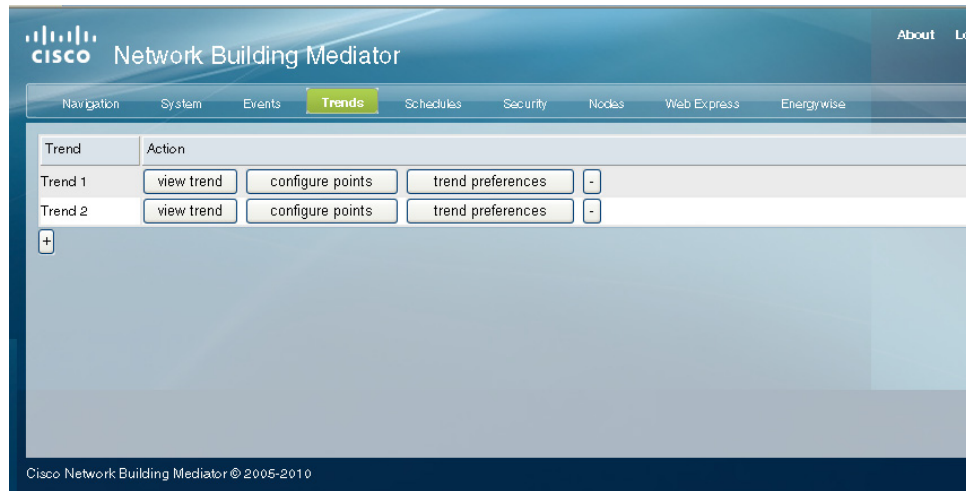 About
CISCO Network Building Mediator
Navigation System Events Trends Schedules Security Nodes Web Express Energywise
Trend Action
Trend 1 view trend configure points trend preferences -
Trend 2 view trend configure points trend preferences -
+
Cisco Network Building Mediator © 2005-2010